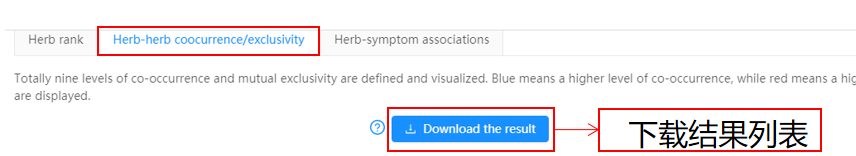 Herb rank Herb-herb coocurrence/exclusivity Herb-symptom associations
Totally nine levels of co-occurrence and mutual exclusivity are defined and visualized. Blue means a higher level of co-occurrence, while red means a hig
are displayed.
? Download the result 下载结果列表